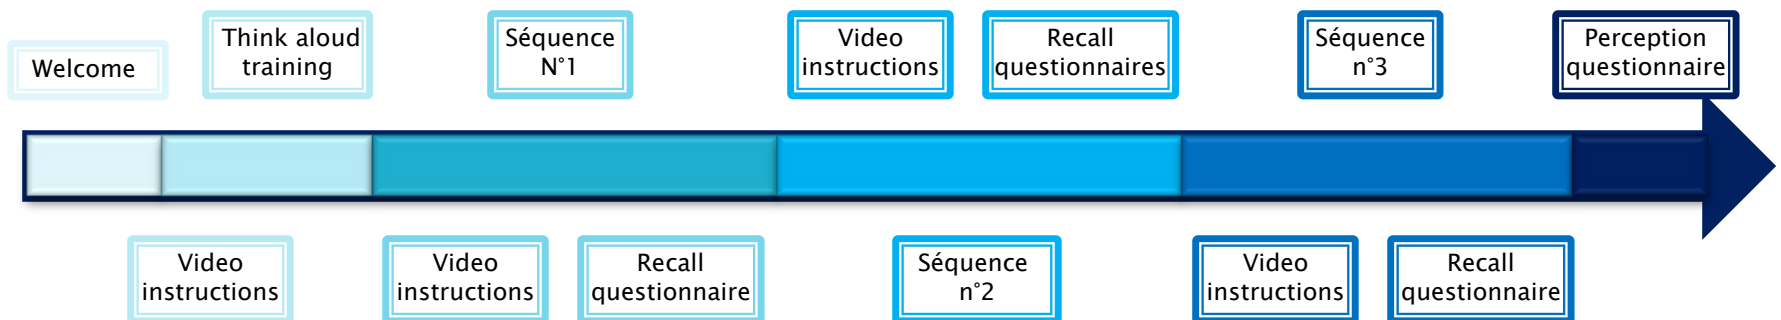 Welcome
Think aloud
training
Séquence
N°1
Video
instructions
Recall
questionnaires
Séquence
n°3
Perception
questionnaire
Video
instructions
Video
instructions
Recall
questionnaire
Séquence
n°2
Video
instructions
Recall
questionnaire